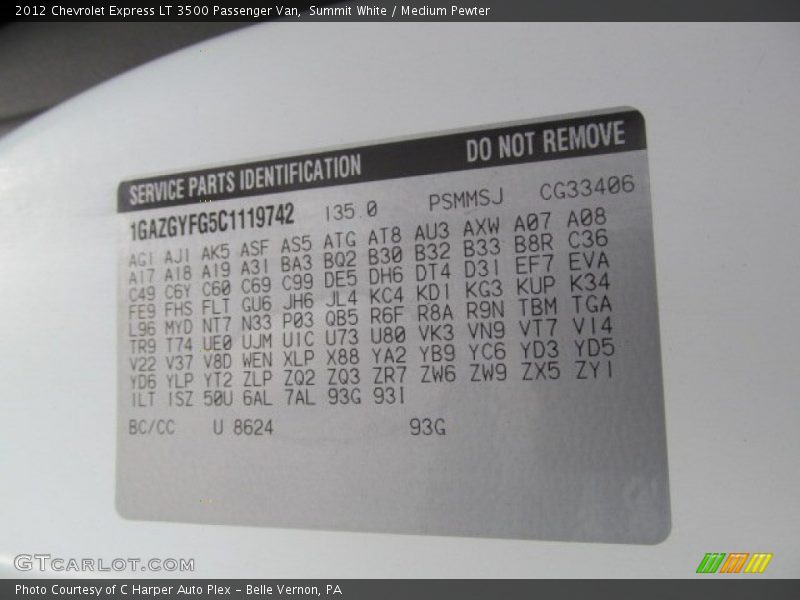 2012 Chevrolet Express LT 3500 Passenger Van, Summit White / Medium Pewter
SERVICE PARTS IDENTIFICATION DO NOT REMOVE
1GAZGYFG5C1119742 135.0 PSMMSJ CG33406
AG1 AJ1 AK5 ASF AS5 ATG AT8 AU3 AXW A07 A08
A17 A18 A19 A31 BA3 BQ2 B30 B32 B33 B8R C36
C49 C6Y C60 C69 C99 DE5 DH6 DT4 D31 EF7 EVA
FE9 FHS FLT GU6 JH6 JL4 KC4 KD1 KG3 KUP K34
L96 MYD NT7 N33 P03 QB5 R6F R8A R9N TBM TGA
TR9 T74 UE0 UJM U1C U73 U80 VK3 VN9 VT7 V14
V22 V37 V8D WEN XLP X88 YA2 YB9 YC6 YD3 YD5
YD6 YLP YT2 ZLP ZQ2 ZQ3 ZR7 ZW6 ZW9 ZX5 ZY1
1LT 1SZ 50U 6AL 7AL 93G 931
BC/CC U 8624 93G
GTCARLOT.COM
Photo Courtesy of C Harper Auto Plex - Belle Vernon, PA